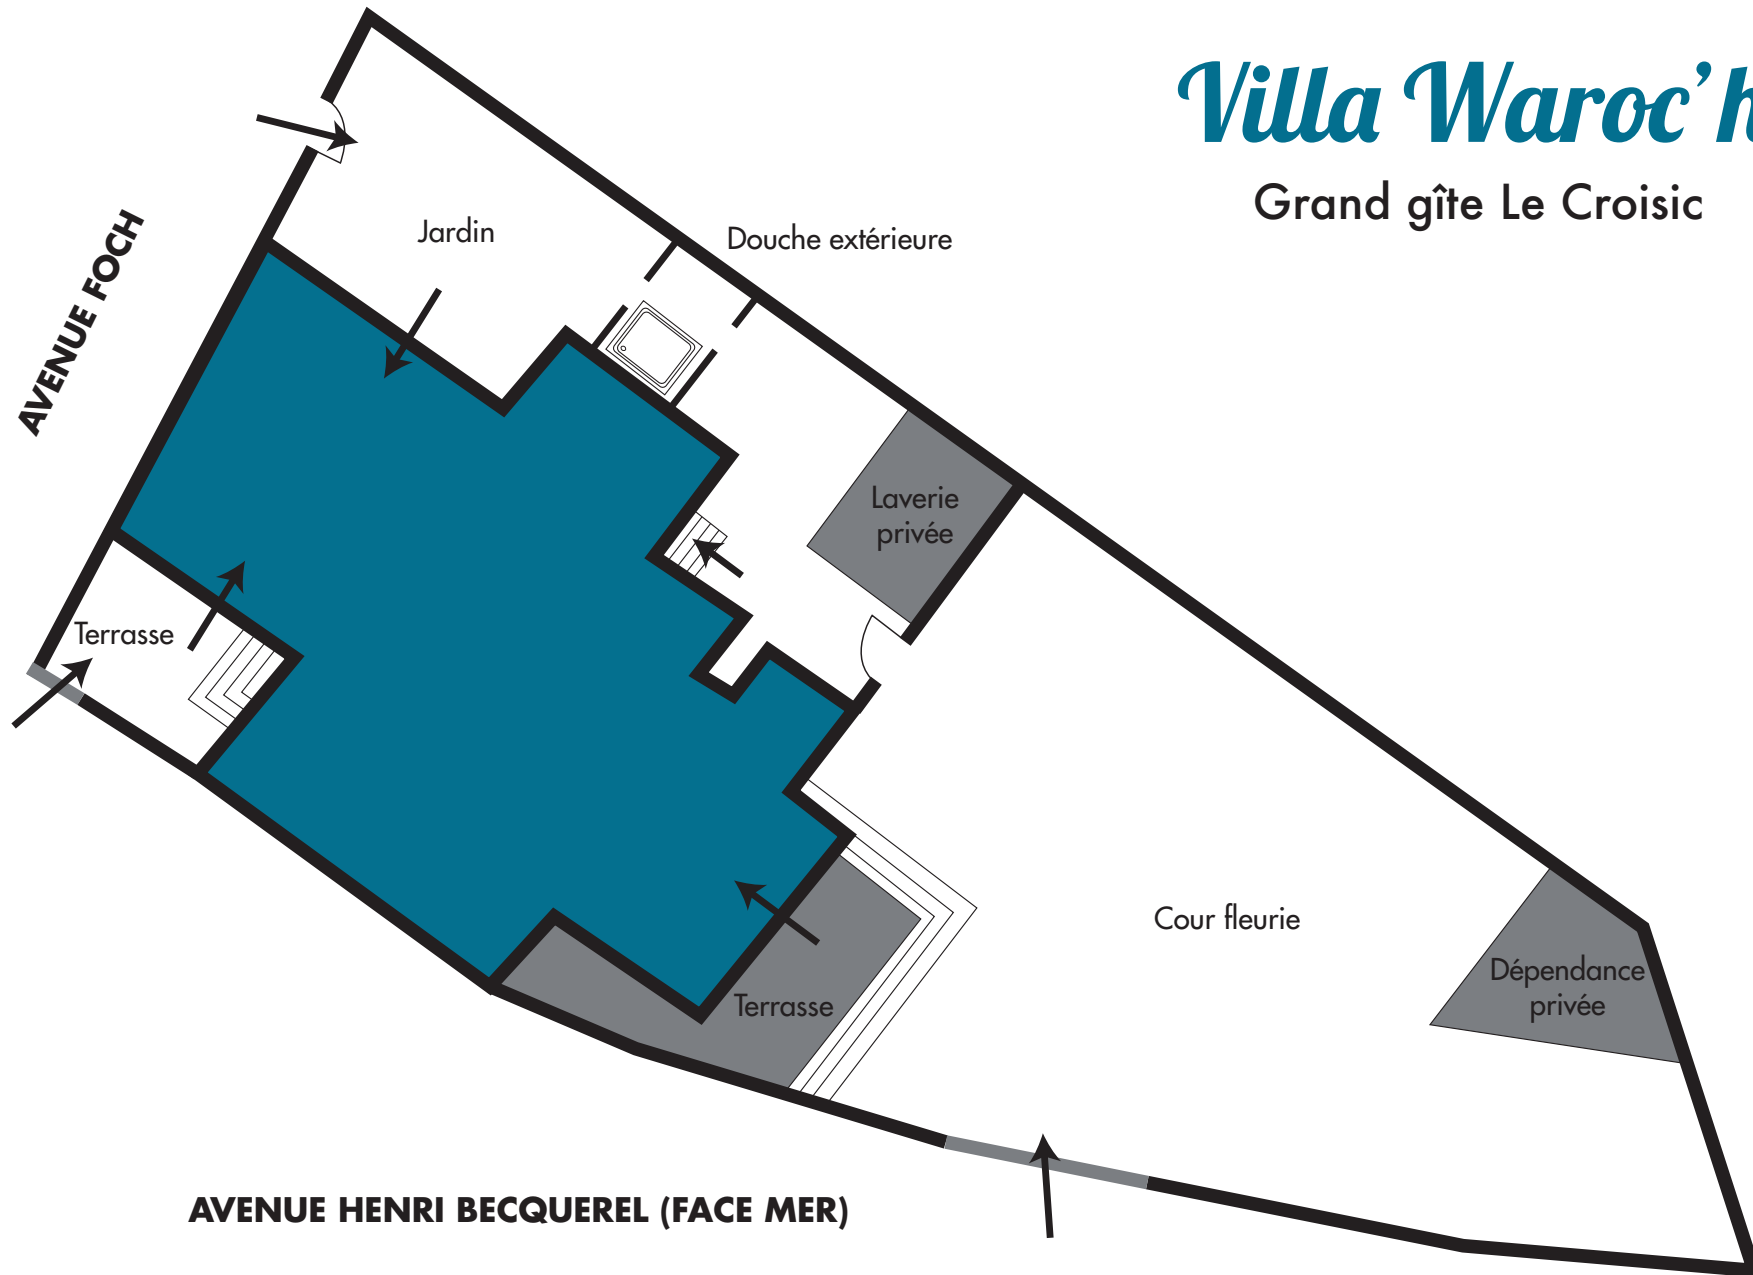 Villa Waroc'h
Grand gîte Le Croisic
Jardin
Douche extérieure
AVENUE FOCH
Laverie
privée
Terrasse
Cour fleurie
Dépendance
privée
Terrasse
AVENUE HENRI BECQUEREL (FACE MER)